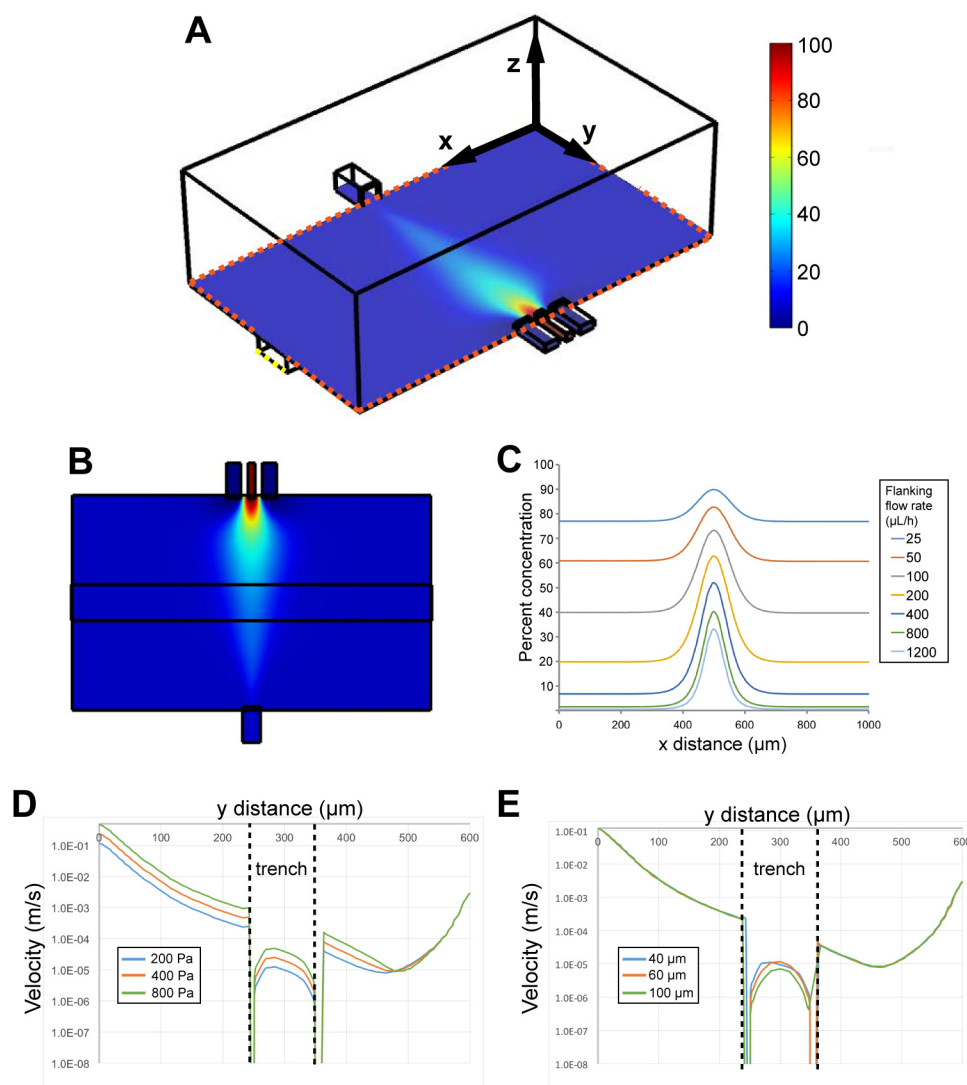 A
z
x
y
100
80
60
40
20
0
B
C
Percent concentration
100
90
80
70
60
50
40
30
20
10
0
200
400
600
800
1000
x distance (µm)
Flanking
flow rate
(µL/h)
25
50
100
200
400
800
1200
D
y distance (µm)
0
100
200
300
400
500
600
trench
Velocity (m/s)
1.0E-01
1.0E-02
1.0E-03
1.0E-04
1.0E-05
1.0E-06
1.0E-07
1.0E-08
200 Pa
400 Pa
800 Pa
E
y distance (µm)
0
100
200
300
400
500
600
trench
Velocity (m/s)
1.0E-01
1.0E-02
1.0E-03
1.0E-04
1.0E-05
1.0E-06
1.0E-07
1.0E-08
40 µm
60 µm
100 µm